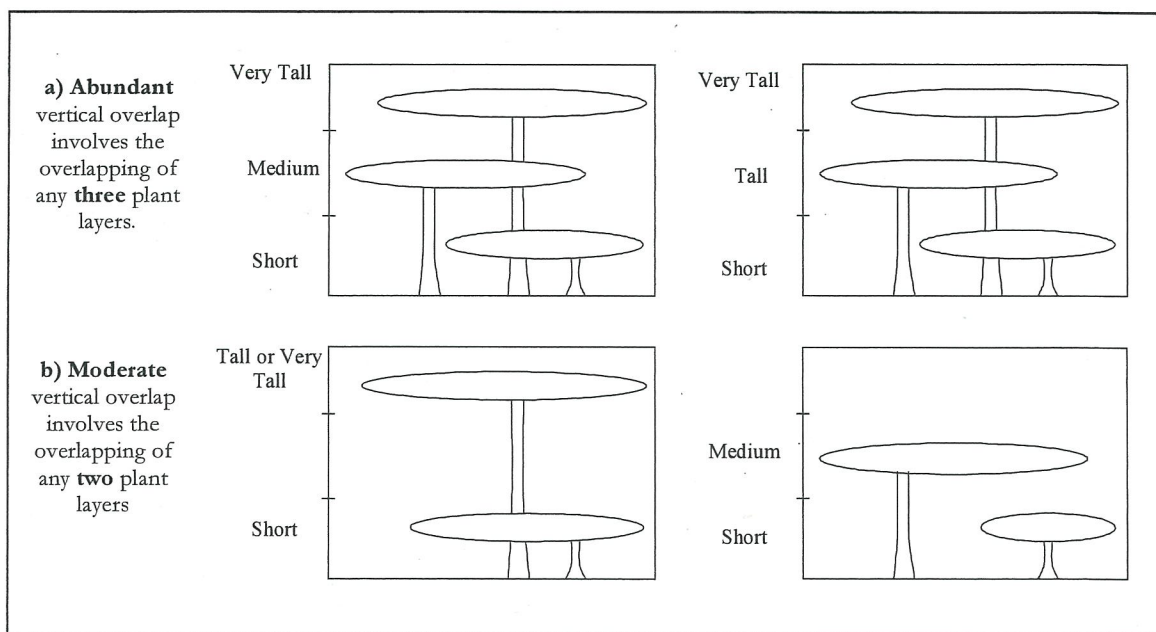 a) Abundant
vertical overlap
involves the
overlapping of
any three plant
layers.
Very Tall
Medium
Short
Very Tall
Tall
Short
b) Moderate
vertical overlap
involves the
overlapping of
any two plant
layers
Tall or Very
Tall
Short
Medium
Short